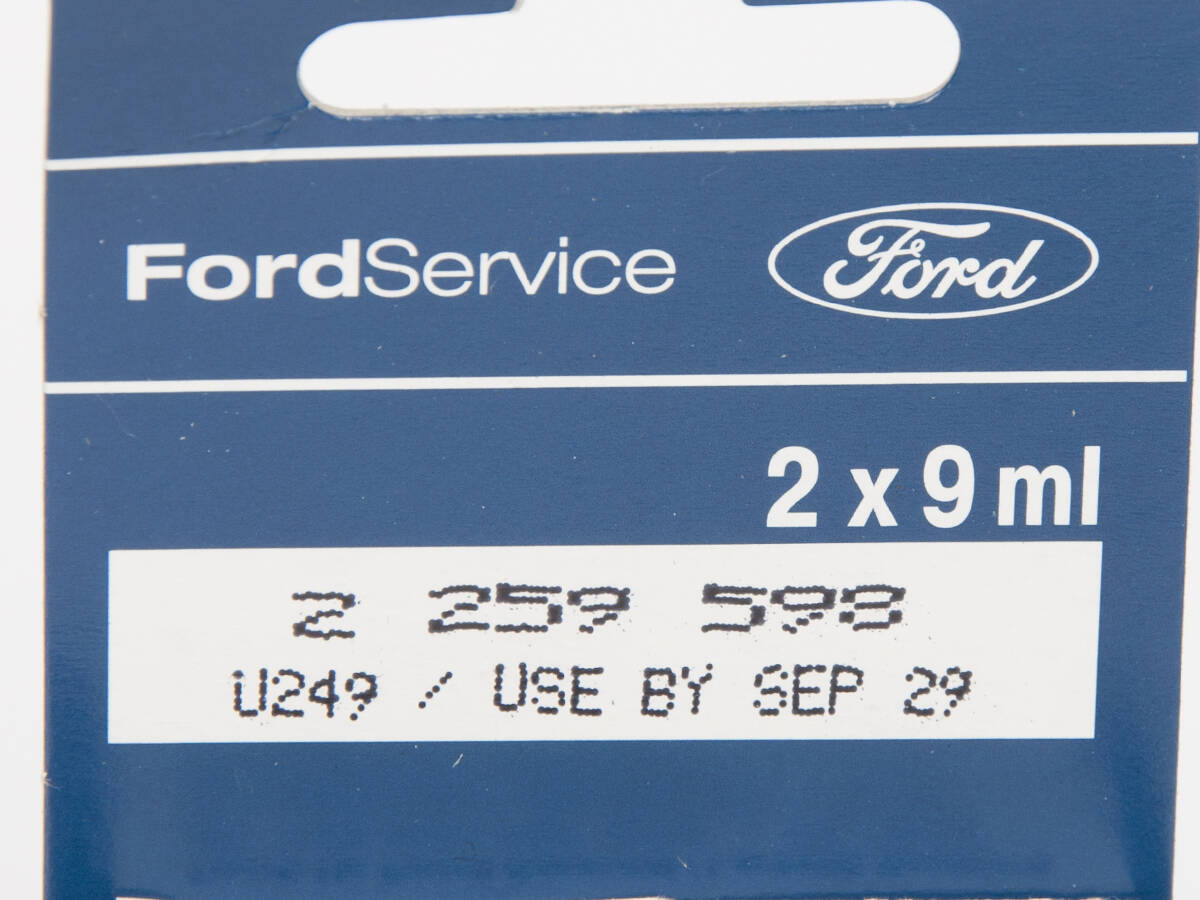 FordService Ford
2 x 9 ml
2 259 598
U249 / USE BY SEP 29